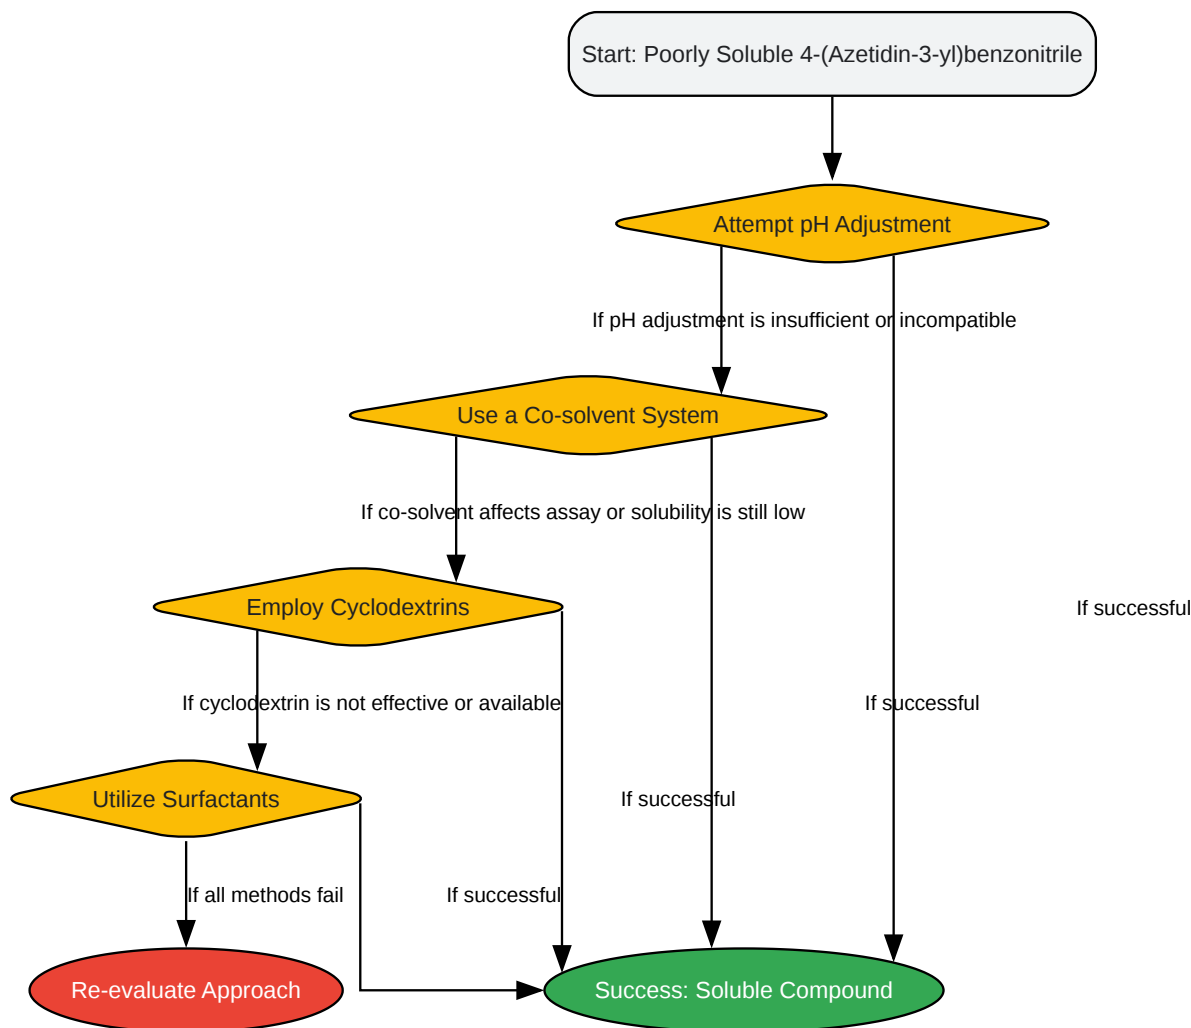 Start: Poorly Soluble 4-(Azetidin-3-yl)benzonitrile
Attempt pH Adjustment
If pH adjustment is insufficient or incompatible
Use a Co-solvent System
If co-solvent affects assay or solubility is still low
Employ Cyclodextrins
If successful
If cyclodextrin is not effective or available
If successful
Utilize Surfactants
If successful
If all methods fail
If successful
Re-evaluate Approach
Success: Soluble Compound